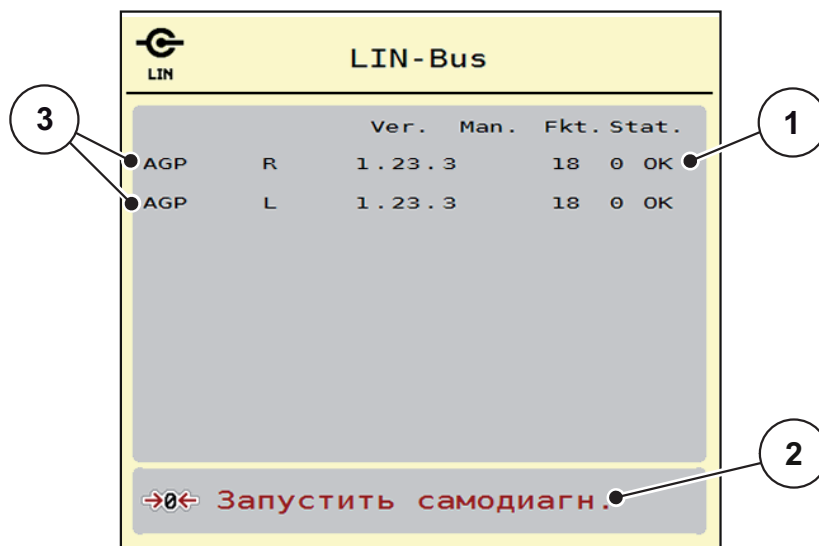 LIN
LIN-Bus
3
1
Ver. Man. Fkt. Stat.
AGP R 1.23.3 18 0 OK
AGP L 1.23.3 18 0 OK
2
→0← Запустить самодиагн.